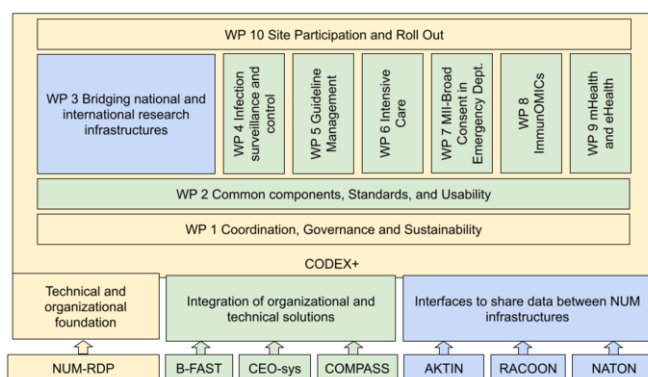 WP 10 Site Participation and Roll Out
WP 3 Bridging national and
international research
infrastructures
WP 4 Infection
surveillance and
control
WP 5 Guideline
Management
WP 6 Intensive
Care
WP 7 MII-Broad
Consent in
Emergency Dept.
WP 8
ImmunOMICs
WP 9 mHealth
and eHealth
WP 2 Common components, Standards, and Usability
WP 1 Coordination, Governance and Sustainability
CODEX+
Technical and
organizational
foundation
Integration of organizational and
technical solutions
Interfaces to share data between NUM
infrastructures
NUM-RDP
B-FAST
CEO-sys
COMPASS
AKTIN
RACOON
NATON